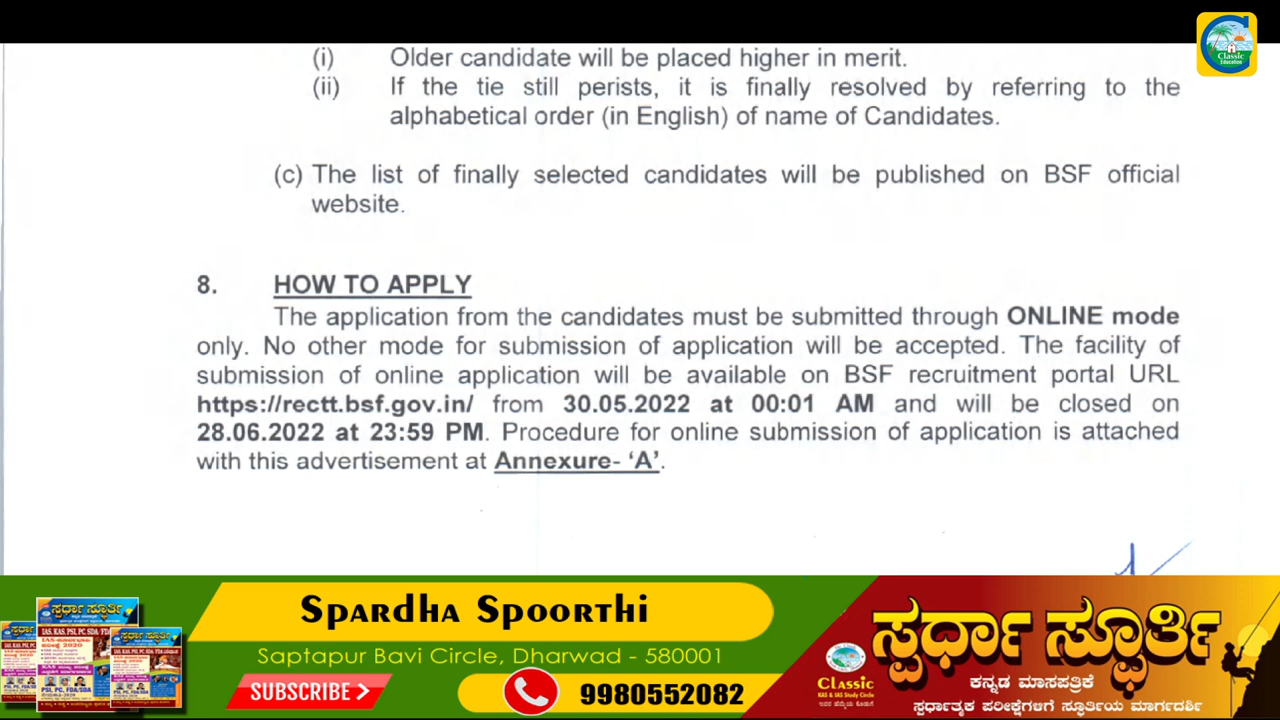 Classic
Education
(i) Older candidate will be placed higher in merit.
(ii) If the tie still perists, it is finally resolved by referring to the
alphabetical order (in English) of name of Candidates.
(c) The list of finally selected candidates will be published on BSF official
website.
8. HOW TO APPLY
The application from the candidates must be submitted through ONLINE mode
only. No other mode for submission of application will be accepted. The facility of
submission of online application will be available on BSF recruitment portal URL
https://rectt.bsf.gov.in/ from 30.05.2022 at 00:01 AM and will be closed on
28.06.2022 at 23:59 PM. Procedure for online submission of application is attached
with this advertisement at Annexure- ‘A’.
ಸ್ಪರ್ಧಾ ಸ್ಫೂರ್ತಿ
Spardha Spoorthi
Saptapur Bavi Circle, Dharwad - 580001
SUBSCRIBE >
9980552082
ಸ್ಪರ್ಧಾ ಸ್ಫೂರ್ತಿ
Classic
KAS & IAS Study Circle
ಕನ್ನಡ ಮಾಸಪತ್ರಿಕೆ
ಸ್ಪರ್ಧಾತ್ಮಕ ಪರೀಕ್ಷೆಗಳಿಗೆ ಸ್ಫೂರ್ತಿಯ ಮಾರ್ಗದರ್ಶಿ